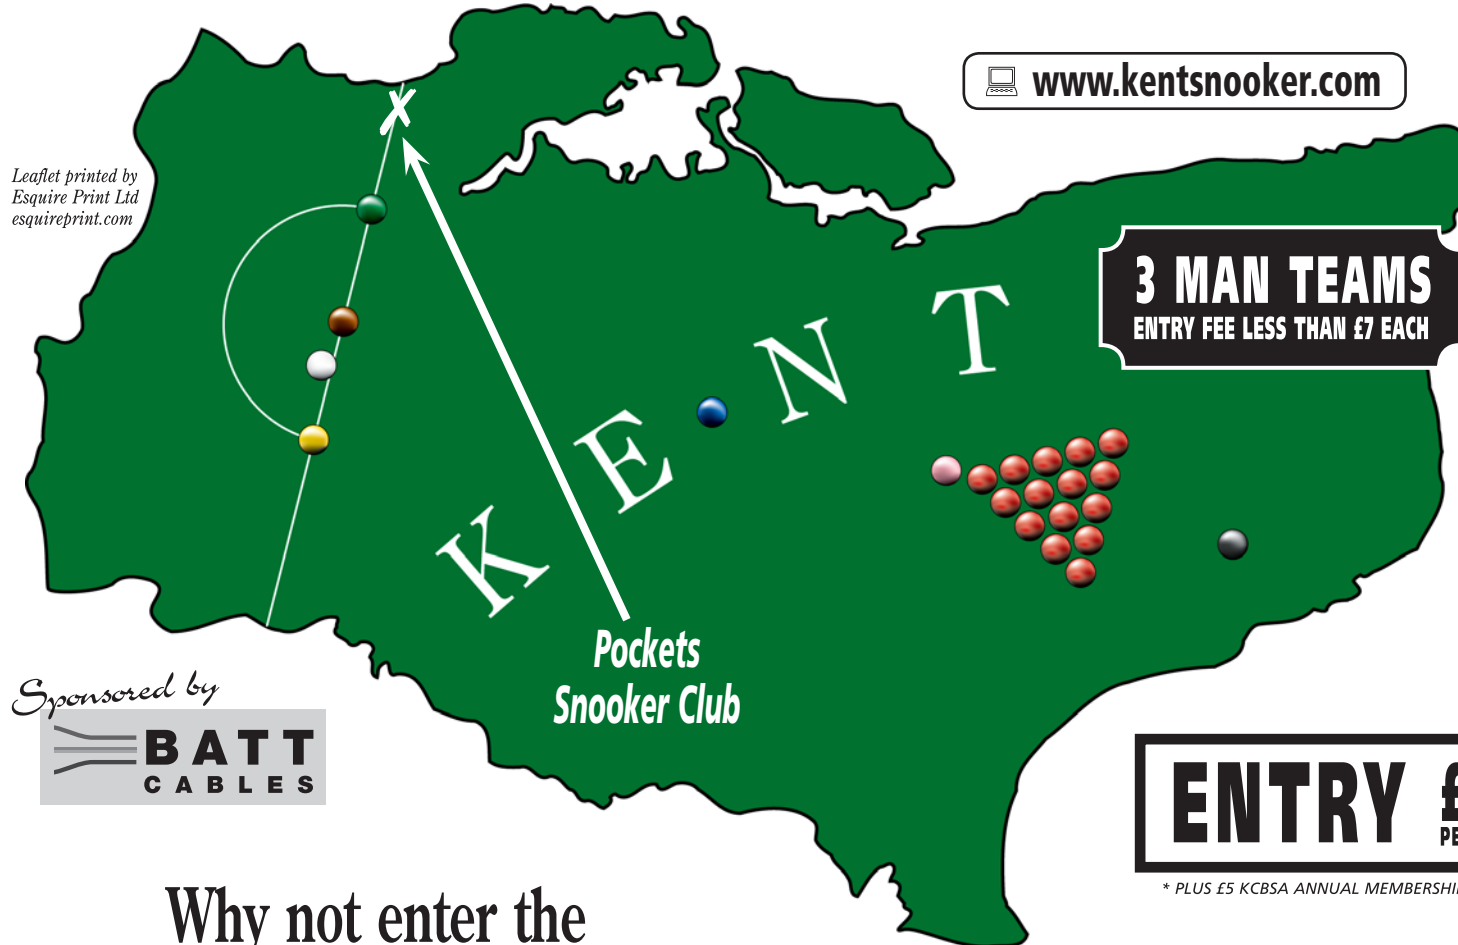 www.kentsnooker.com
Leaflet printed by
Esquire Print Ltd
esquireprint.com
3 MAN TEAMS
ENTRY FEE LESS THAN £7 EACH
KENT
Pockets
Snooker Club
Sponsored by
BATT
CABLES
ENTRY £
* PLUS £5 KCBSA ANNUAL
Why not enter the